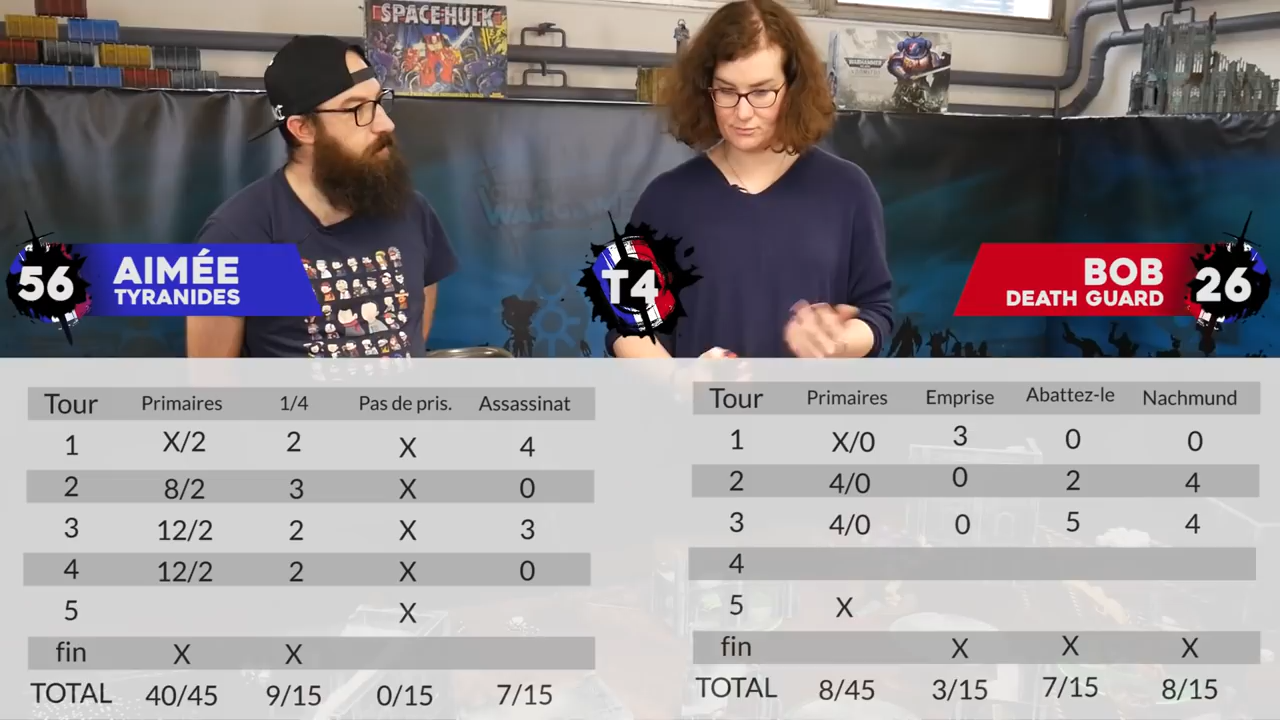 SPACE HULK
WARHAMMER
56
AIMÉE
TYRANIDES
T4
BOB
DEATH GUARD
26
Tour Primaires 1/4 Pas de pris. Assassinat
1 X/2 2 X 4
2 8/2 3 X 0
3 12/2 2 X 3
4 12/2 2 X 0
5 X
fin X X
TOTAL 40/45 9/15 0/15 7/15
Tour Primaires Emprise Abattez-le Nachmund
1 X/0 3 0 0
2 4/0 0 2 4
3 4/0 0 5 4
4
5 X
fin X X X
TOTAL 8/45 3/15 7/15 8/15